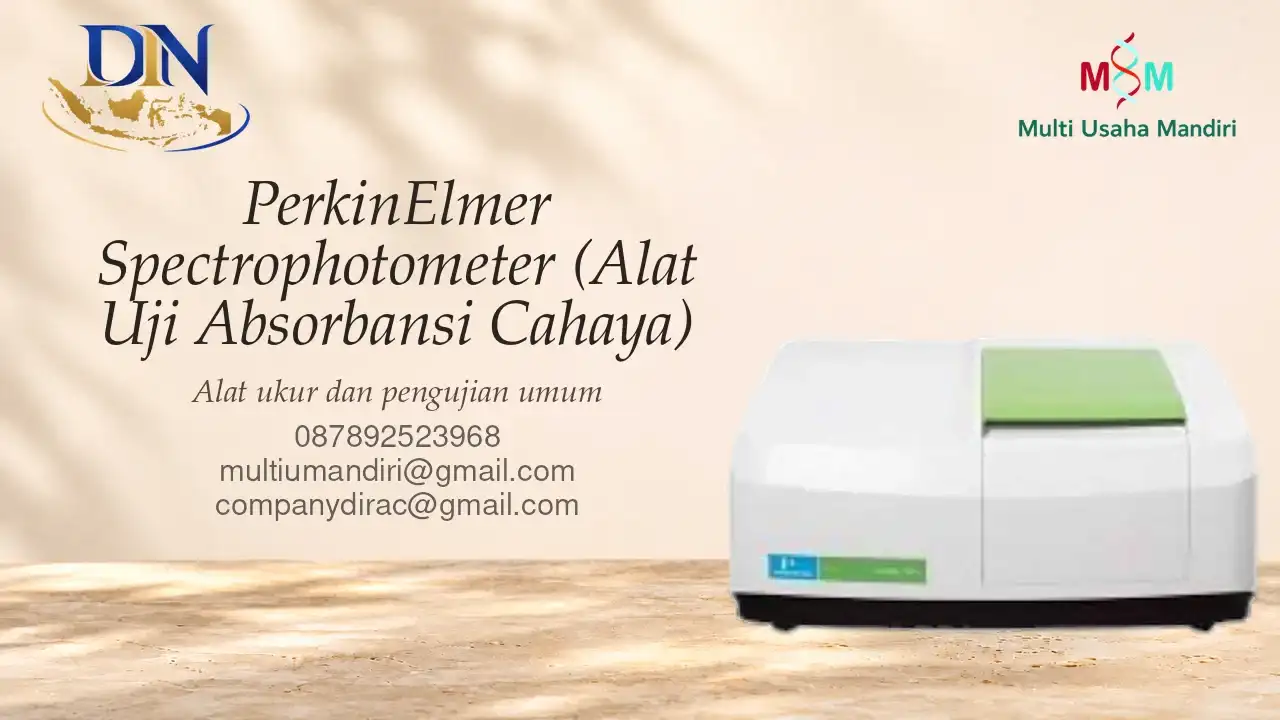 DIN
M M
Multi Usaha Mandiri
PerkinElmer
Spectrophotometer (Alat
Uji Absorbansi Cahaya)
Alat ukur dan pengujian umum
087892523968
multiumandiri@gmail.com
companydirac@gmail.com